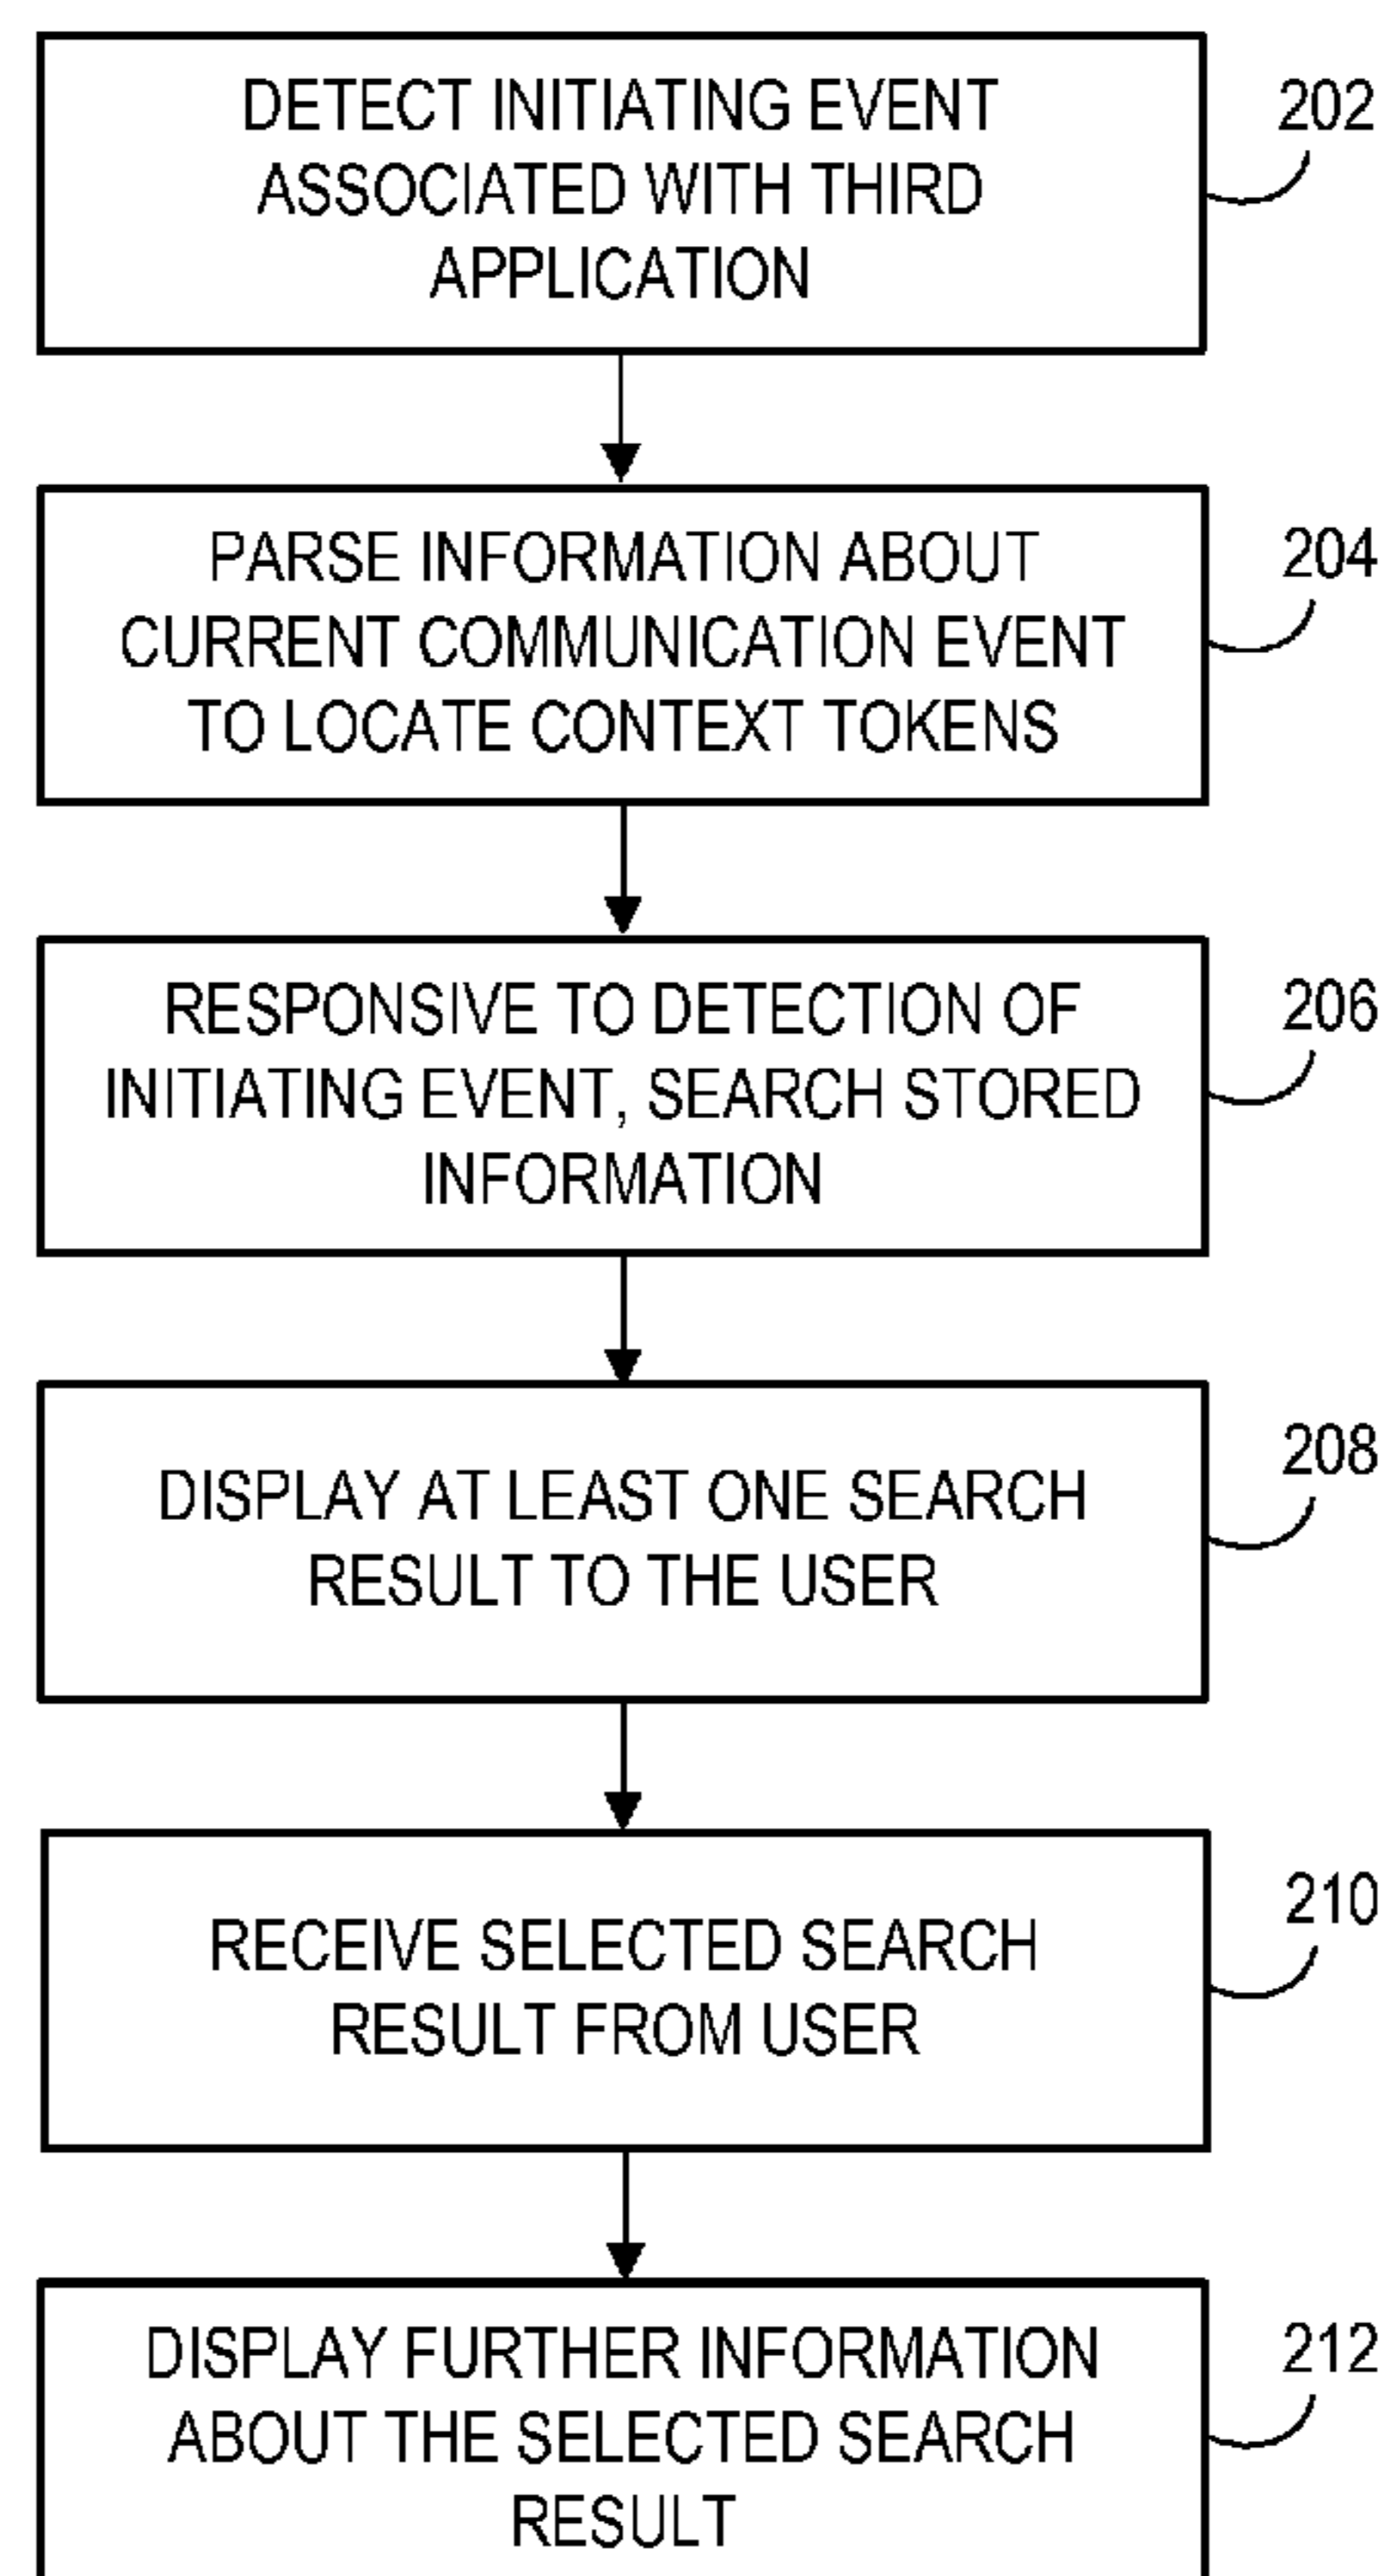 DETECT INITIATING EVENT
ASSOCIATED WITH THIRD
APPLICATION
202
PARSE INFORMATION ABOUT
CURRENT COMMUNICATION EVENT
TO LOCATE CONTEXT TOKENS
204
RESPONSIVE TO DETECTION OF
INITIATING EVENT, SEARCH STORED
INFORMATION
206
DISPLAY AT LEAST ONE SEARCH
RESULT TO THE USER
208
RECEIVE SELECTED SEARCH
RESULT FROM USER
210
DISPLAY FURTHER INFORMATION
ABOUT THE SELECTED SEARCH
RESULT
212